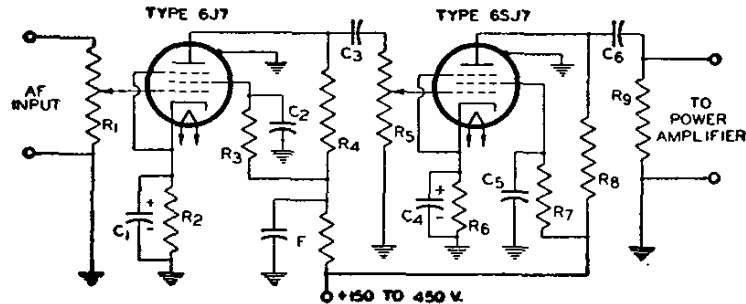 TYPE 6J7
TYPE 6SJ7
AF
INPUT
R1
C1
+
-
R2
R3
C2
R4
F
C3
R5
C4
+
-
R6
C5
R7
R8
C6
R9
TO
POWER
AMPLIFIER
+150 TO 450 V.